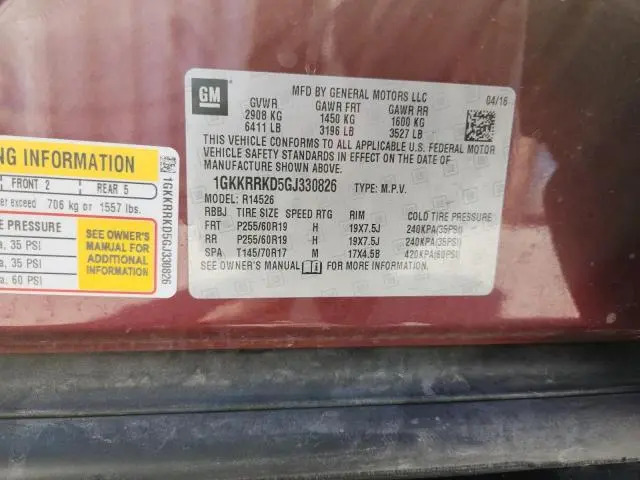 NG INFORMATION
FRONT 2 REAR 5
er exceed 706 kg or 1557 lbs.
a, 35 PSI
a, 35 PSI
a, 60 PSI
SEE OWNER'S
MANUAL FOR
ADDITIONAL
INFORMATION
1GKKRRKD5GJ330826
GM
MFD BY GENERAL MOTORS LLC
04/16
GVWR GAWR FRT GAWR RR
2908 KG 1450 KG 1600 KG
6411 LB 3196 LB 3527 LB
THIS VEHICLE CONFORMS TO ALL APPLICABLE U.S. FEDERAL MOTOR
VEHICLE SAFETY STANDARDS IN EFFECT ON THE DATE OF
MANUFACTURE SHOWN ABOVE.
1GKKRRKD5GJ330826 TYPE: M.P.V.
MODEL: R14526
RBBJ TIRE SIZE SPEED RTG RIM COLD TIRE PRESSURE
FRT P255/60R19 H 19X7.5J 240KPA(35PSI)
RR P255/60R19 H 19X7.5J 240KPA(35PSI)
SPA T145/70R17 M 17X4.5B 420KPA(60PSI)
SEE OWNER'S MANUAL FOR MORE INFORMATION.